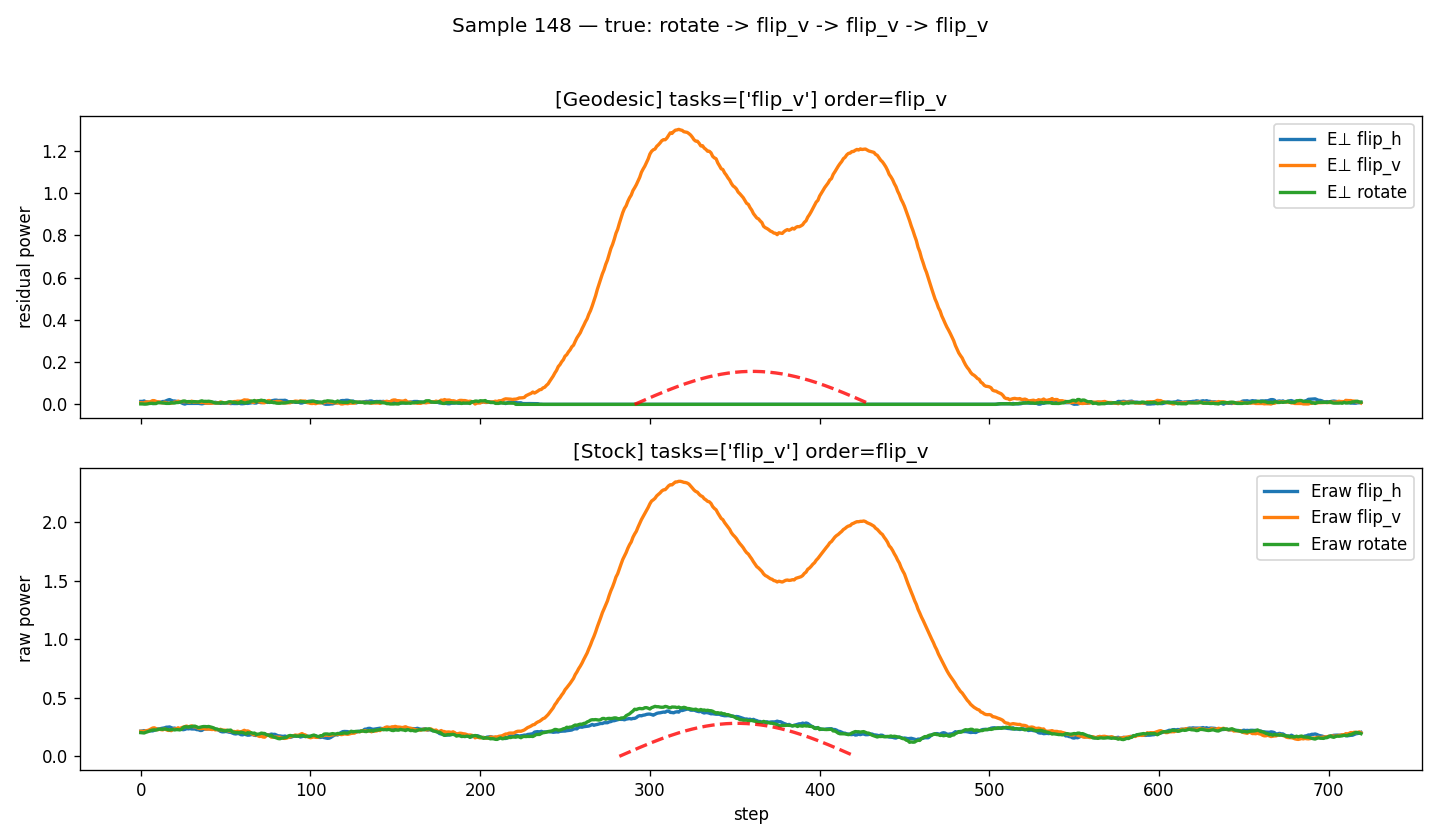 Sample 148 — true: rotate -> flip_v -> flip_v -> flip_v
[Geodesic] tasks=['flip_v'] order=flip_v
residual power
1.2
1.0
0.8
0.6
0.4
0.2
0.0
E⊥ flip_h
E⊥ flip_v
E⊥ rotate
[Stock] tasks=['flip_v'] order=flip_v
raw power
2.0
1.5
1.0
0.5
0.0
Eraw flip_h
Eraw flip_v
Eraw rotate
0 100 200 300 400 500 600 700
step